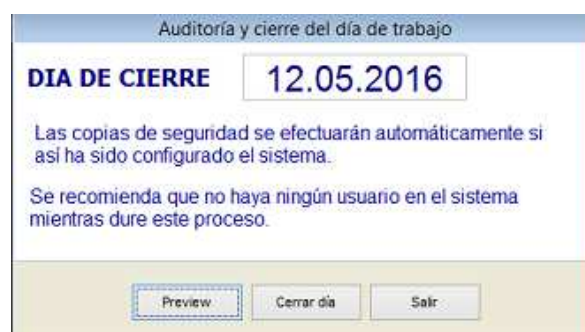 Auditoría y cierre del día de trabajo
DIA DE CIERRE 12.05.2016
Las copias de seguridad se efectuarán automáticamente si
así ha sido configurado el sistema.
Se recomienda que no haya ningún usuario en el sistema
mientras dure este proceso.
Preview Cerrar día Salir